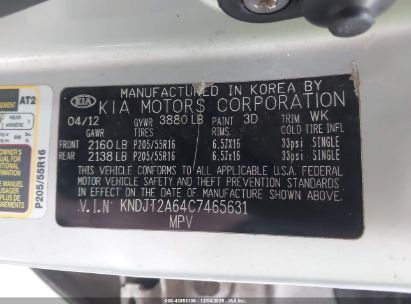 MANUFACTURED IN KOREA BY
KIA KIA MOTORS CORPORATION
04/12 GVWR 3880 LB PAINT 3D TRIM WK
GAWR TIRES RIMS. COLD TIRE INFL
FRONT 2160 LB P205/55R16 6.5JX16 33psi SINGLE
REAR 2138 LB P205/55R16 6.5Jx16 33psi SINGLE
THIS VEHICLE CONFORMS TO ALL APPLICABLE U.S.A. FEDERAL
MOTOR VEHICLE SAFETY AND THEFT PREVENTION STANDARDS
IN EFFECT ON THE DATE OF MANUFACTURE SHOWN ABOVE.
V.I.N KNDJT2A64C7465631
MPV
AT2
P205/55R16